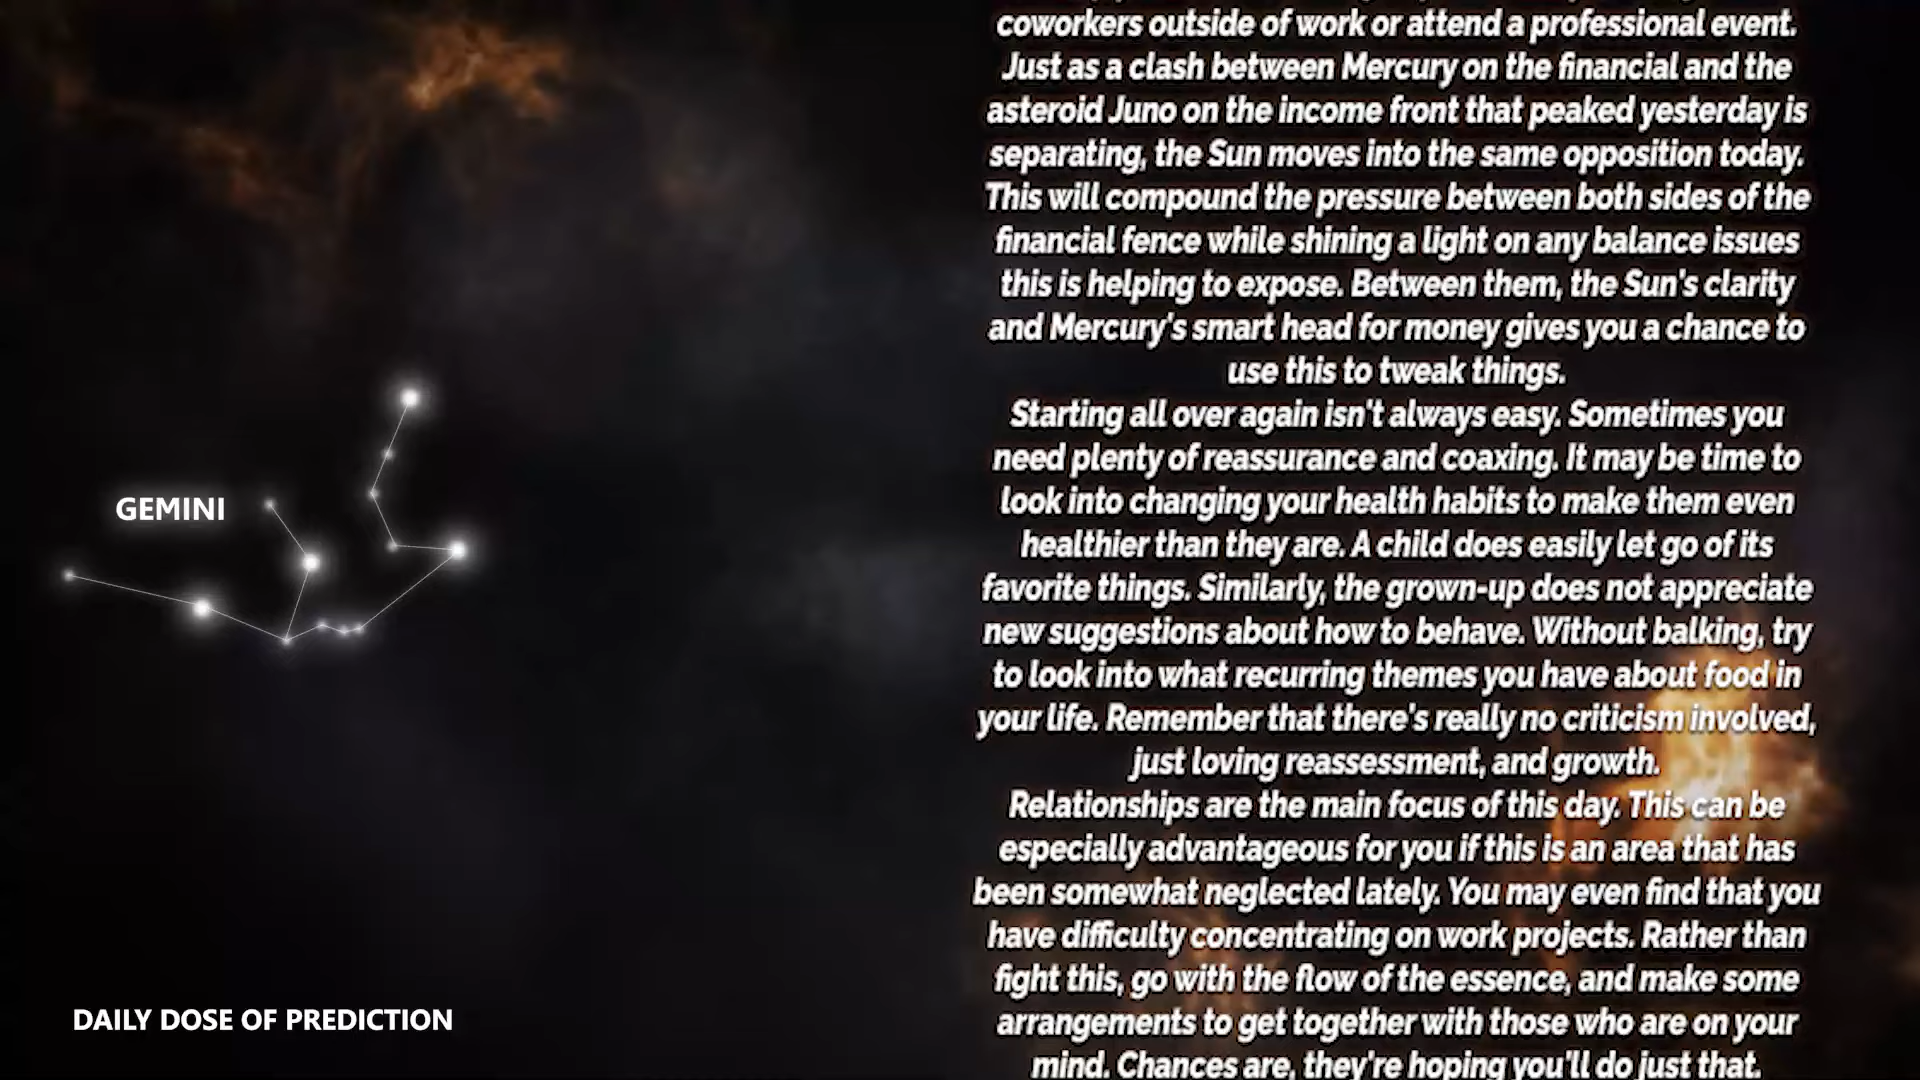 coworkers outside of work or attend a professional event.
Just as a clash between Mercury on the financial and the
asteroid Juno on the income front that peaked yesterday is
separating, the Sun moves into the same opposition today.
This will compound the pressure between both sides of the
financial fence while shining a light on any balance issues
this is helping to expose. Between them, the Sun's clarity
and Mercury's smart head for money gives you a chance to
use this to tweak things.
Starting all over again isn't always easy. Sometimes you
need plenty of reassurance and coaxing. It may be time to
look into changing your health habits to make them even
healthier than they are. A child does easily let go of its
favorite things. Similarly, the grown-up does not appreciate
new suggestions about how to behave. Without balking, try
to look into what recurring themes you have about food in
your life. Remember that there's really no criticism involved,
just loving reassessment, and growth.
Relationships are the main focus of this day. This can be
especially advantageous for you if this is an area that has
been somewhat neglected lately. You may even find that you
have difficulty concentrating on work projects. Rather than
fight this, go with the flow of the essence, and make some
arrangements to get together with those who are on your
mind. Chances are, they're hoping you'll do just that.
GEMINI
DAILY DOSE OF PREDICTION